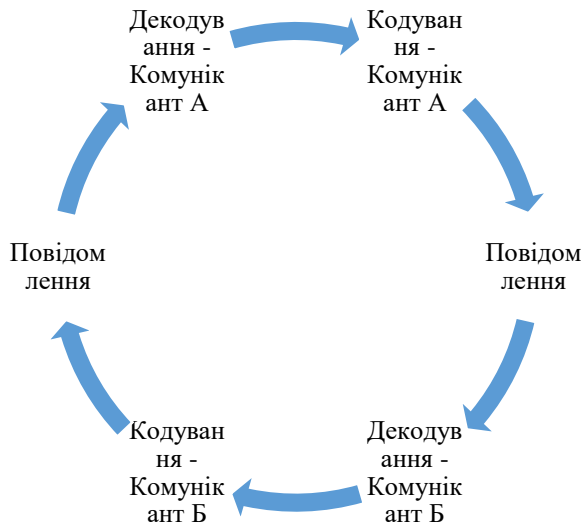 Декодув
ання -
Комунік
ант А
Кодуван
ня -
Комунік
ант А
Повідом
лення
Повідом
лення
Кодуван
ня -
Комунік
ант Б
Декодув
ання -
Комунік
ант Б